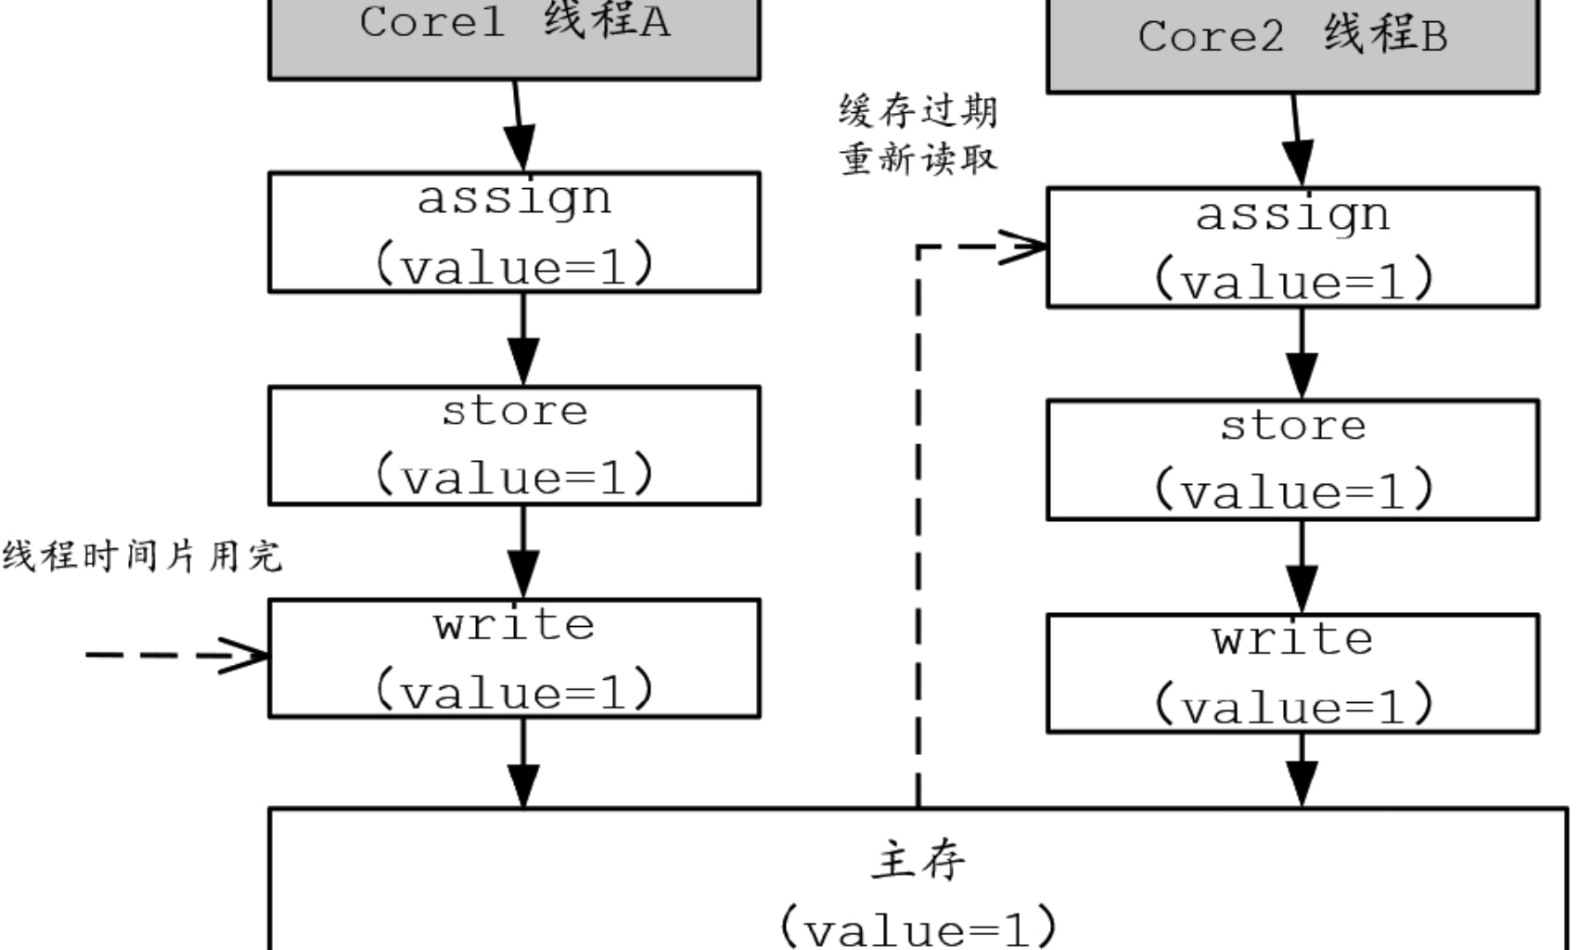 Core1 线程A
assign
(value=1)
store
(value=1)
线程时间片用完
write
(value=1)
Core2 线程B
缓存过期
重新读取
assign
(value=1)
store
(value=1)
write
(value=1)
主存
(value=1)